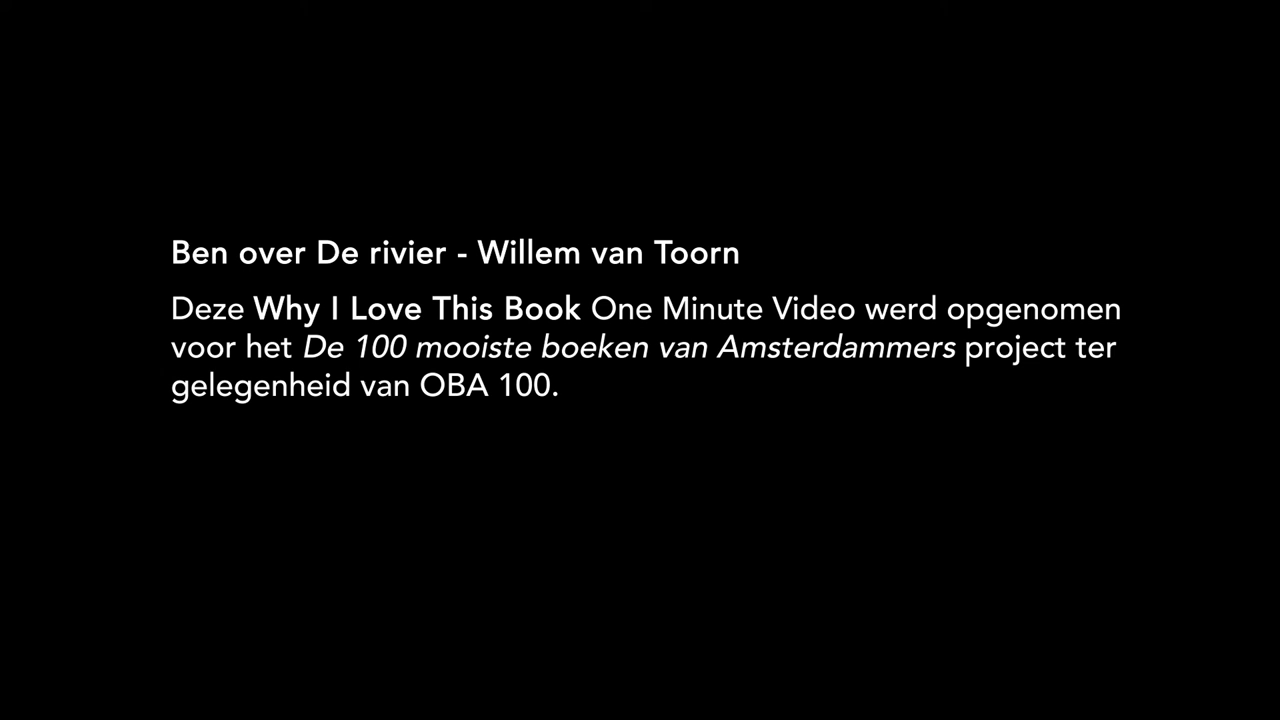 Ben over De rivier - Willem van Toorn
Deze Why I Love This Book One Minute Video werd opgenomen
voor het De 100 mooiste boeken van Amsterdammers project ter
gelegenheid van OBA 100.